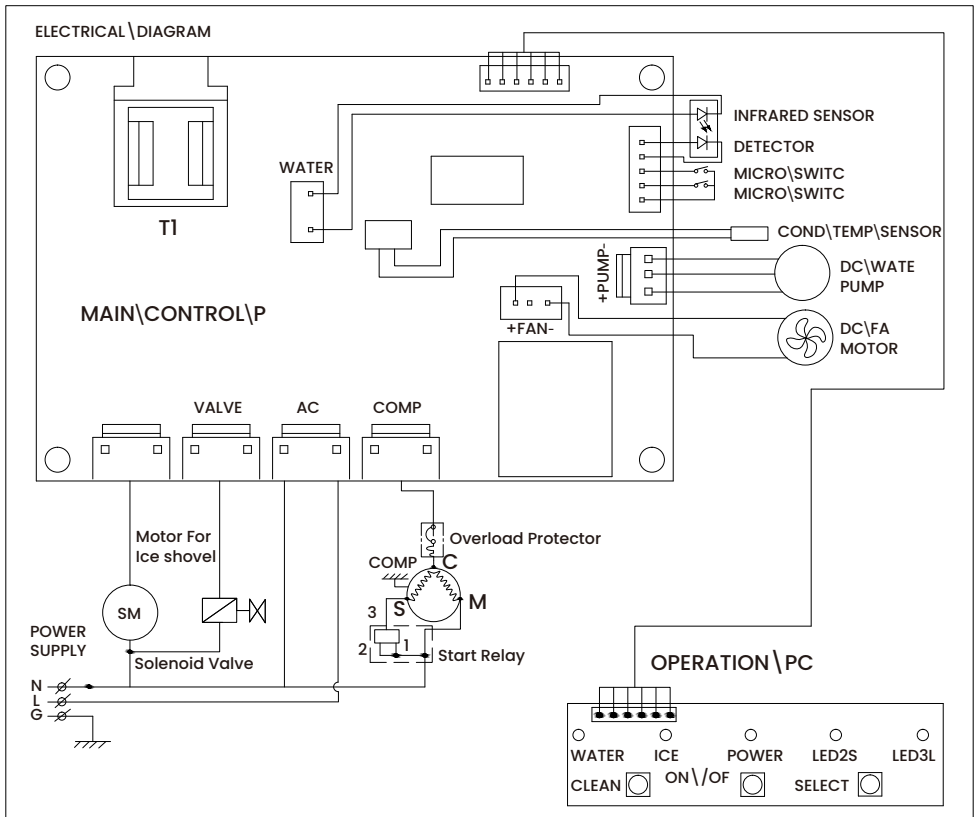 ELECTRICAL\DIAGRAM
INFRARED SENSOR
DETECTOR
MICRO\SWITC
MICRO\SWITC
WATER
T1
COND\TEMP\SENSOR
+PUMP-
DC\WATE
PUMP
MAIN\CONTROL\P
+FAN-
DC\FA
MOTOR
VALVE
AC
COMP
Motor For
Ice shovel
Overload Protector
COMP
C
S
M
SM
3
2
1
Start Relay
POWER
SUPPLY
Solenoid Valve
N
L
G
OPERATION\PC
WATER
ICE
POWER
LED2S
LED3L
CLEAN
ON\/OF
SELECT